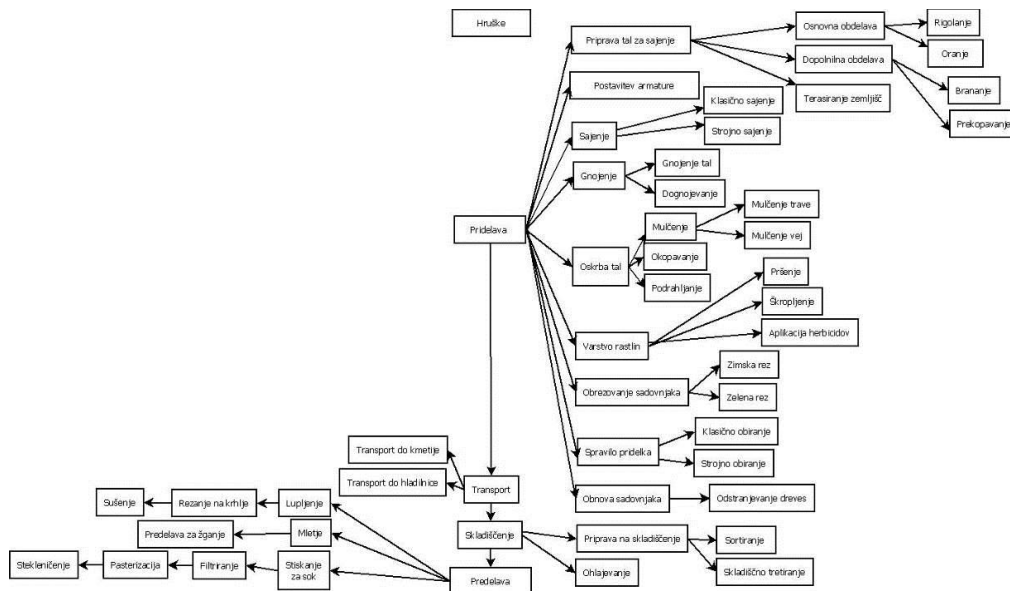 Hruške
Priprava tal za sajenje
Osnovna obdelava
Rigolanje
Oranje
Dopolnilna obdelava
Brananje
Prekopavanje
Terasiranje zemljišč
Postavitev armature
Sajenje
Klasično sajenje
Strojno sajenje
Gnojenje
Gnojenje tal
Dognojevanje
Pridelava
Oskrba tal
Mulčenje
Mulčenje trave
Mulčenje vej
Okopavanje
Podrahljanje
Varstvo rastlin
Pršenje
Škropljenje
Aplikacija herbicidov
Obrezovanje sadovnjaka
Zimska rez
Zelena rez
Spravilo pridelka
Klasično obiranje
Strojno obiranje
Obnova sadovnjaka
Odstranjevanje dreves
Transport do kmetije
Transport do hladilnice
Transport
Skladiščenje
Priprava na skladiščenje
Sortiranje
Skladiščno tretiranje
Ohlajevanje
Predelava
Lupljenje
Rezanje na krhlje
Sušenje
Mletje
Predelava za žganje
Stiskanje
za sok
Filtriranje
Pasterizacija
Stekleničenje